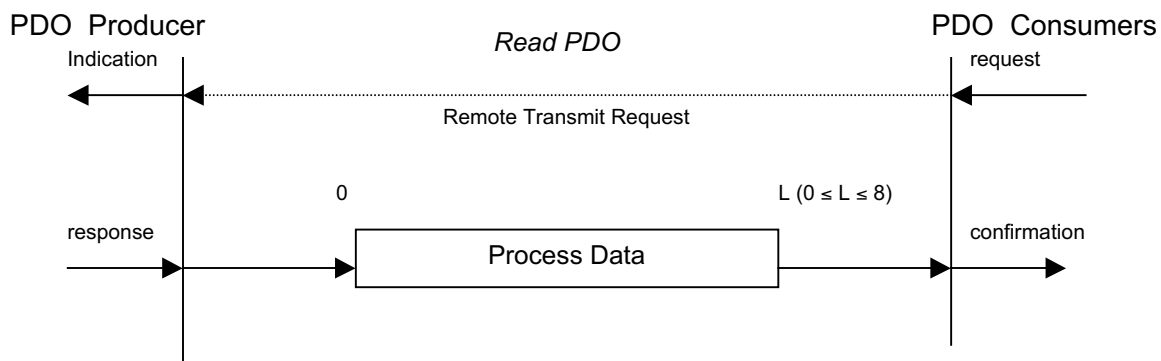 PDO Producer
Read PDO
PDO Consumers
Indication
request
Remote Transmit Request
0
L (0 ≤ L ≤ 8)
response
Process Data
confirmation